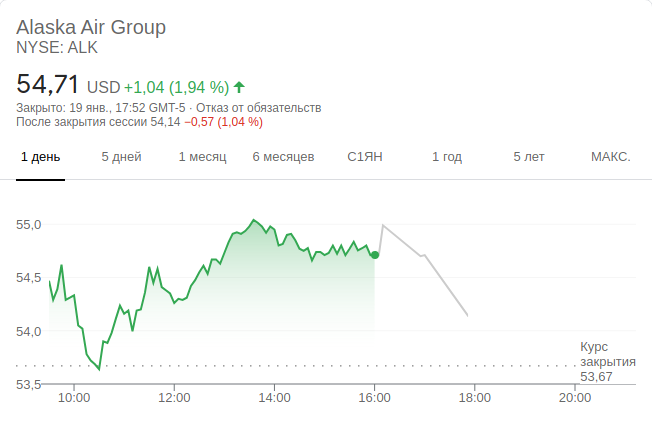 Alaska Air Group
NYSE: ALK
54,71 USD +1,04 (1,94 %)
Закрыто: 19 янв., 17:52 GMT-5 · Отказ от обязательств
После закрытия сессии 54,14 −0,57 (1,04 %)
1 день 5 дней 1 месяц 6 месяцев С1ЯН 1 год 5 лет МАКС.
55,0
54,5
54,0
Курс
закрытия
53,67
53,5
10:00 12:00 14:00 16:00 18:00 20:00